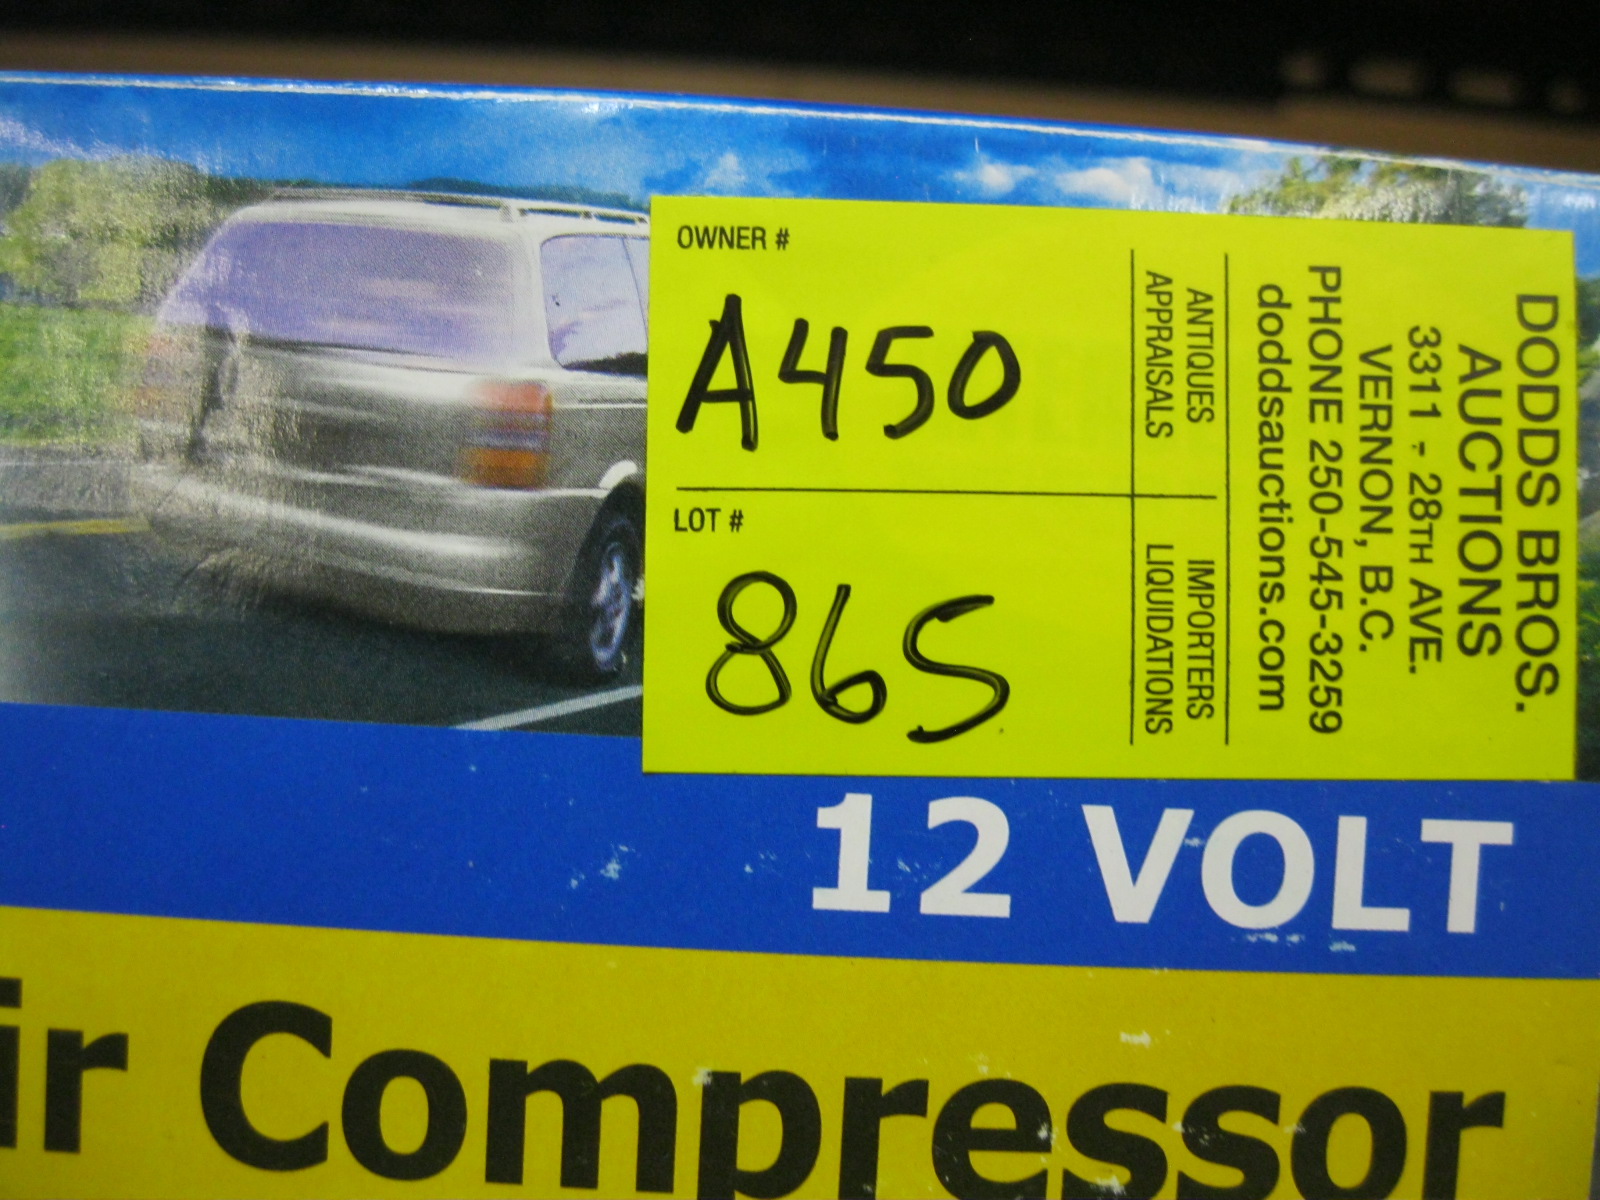 OWNER #
A450
LOT #
865
ANTIQUES
APPRAISALS
IMPORTERS
LIQUIDATIONS
DODDS BROS.
AUCTIONS
3311 - 28TH AVE.
VERNON, B.C.
PHONE 250-545-3259
doddsauctions.com
12 VOLT
ir Compressor